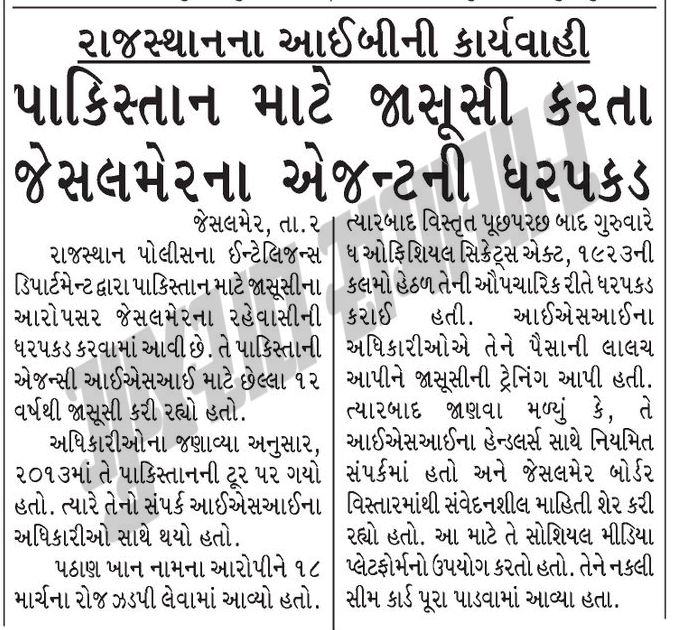 રાજસ્થાનના આઈબીની કાર્યવાહી
પાકિસ્તાન માટે જાસૂસી કરતા
જેસલમેરના એજન્ટની ધરપકડ
જેસલમેર, તા.ર
રાજસ્થાન પોલીસના ઈન્ટેલિજન્સ
ડિપાર્ટમેન્ટ દ્વારા પાકિસ્તાન માટે જાસૂસીના
આરોપસર જેસલમેરના રહેવાસીની
ધરપકડ કરવામાં આવી છે. તે પાકિસ્તાની
એજન્સી આઈએસઆઈ માટે છેલ્લા ૧૨
વર્ષથી જાસૂસી કરી રહ્યો હતો.
અધિકારીઓના જણાવ્યા અનુસાર,
૨૦૧૩માં તે પાકિસ્તાનની ટૂર પર ગયો
હતો. ત્યારે તેનો સંપર્ક આઈએસઆઈના
અધિકારીઓ સાથે થયો હતો.
પઠાણ ખાન નામના આરોપીને ૧૮
માર્ચના રોજ ઝડપી લેવામાં આવ્યો હતો.
ત્યારબાદ વિસ્તૃત પૂછપરછ બાદ ગુરુવારે
ધ ઓફિશિયલ સિક્રેટ્સ એક્ટ, ૧૯૨૩ની
કલમો હેઠળ તેની ઔપચારિક રીતે ધરપકડ
કરાઈ હતી. આઈએસઆઈના
અધિકારીઓએ તેને પૈસાની લાલચ
આપીને જાસૂસીની ટ્રેનિંગ આપી હતી.
ત્યારબાદ જાણવા મળ્યું કે, તે
આઈએસઆઈના હેન્ડલર્સ સાથે નિયમિત
સંપર્કમાં હતો અને જેસલમેર બોર્ડર
વિસ્તારમાંથી સંવેદનશીલ માહિતી શેર કરી
રહ્યો હતો. આ માટે તે સોશિયલ મીડિયા
પ્લેટફોર્મનો ઉપયોગ કરતો હતો. તેને નકલી
સીમ કાર્ડ પૂરા પાડવામાં આવ્યા હતા.
ગુજરાત સમાચાર